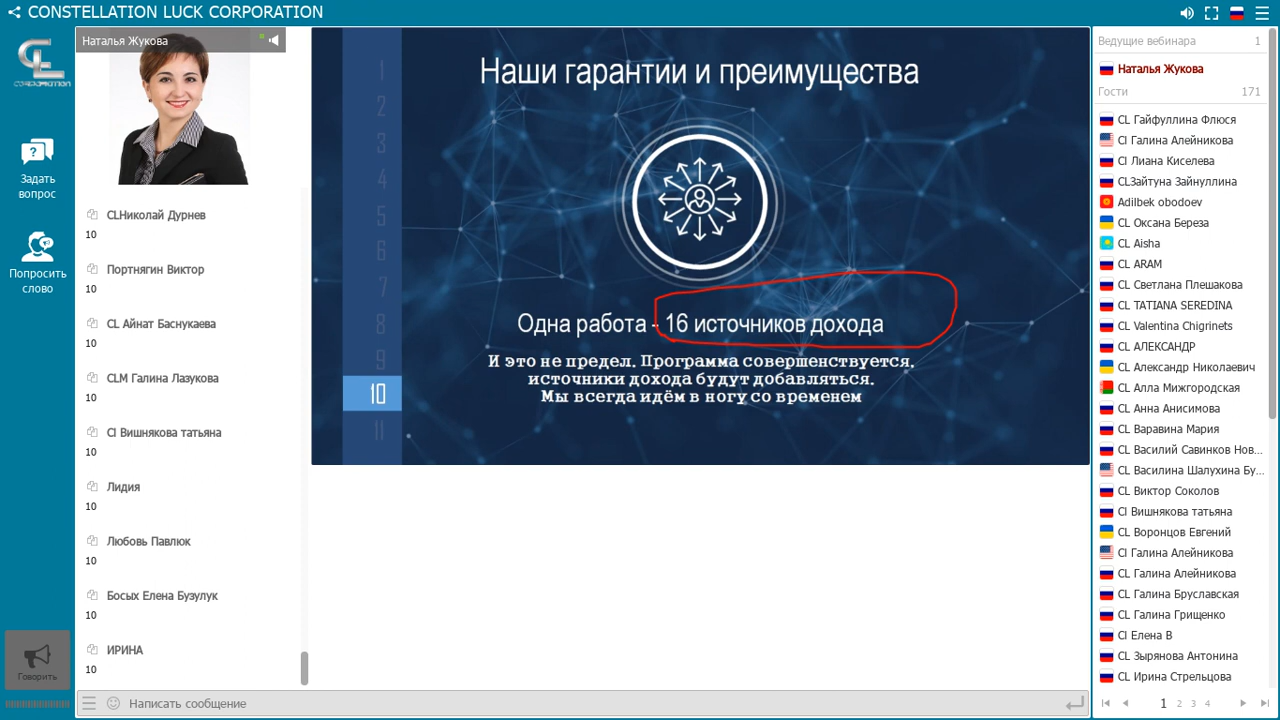 CONSTELLATION LUCK CORPORATION
CL
CORPORATION
Задать
вопрос
Попросить
слово
Говорить
Наталья Жукова
CLНиколай Дурнев
10
Портнягин Виктор
10
CL Айнат Баснукаева
10
CLM Галина Лазукова
10
Cl Вишнякова татьяна
10
Лидия
10
Любовь Павлюк
10
Босых Елена Бузулук
10
ИРИНА
10
Написать сообщение
1
2
3
4
5
6
7
8
9
10
11
Наши гарантии и преимущества
Одна работа - 16 источников дохода
И это не предел. Программа совершенствуется,
источники дохода будут добавляться.
Мы всегда идём в ногу со временем
Ведущие вебинара 1
Наталья Жукова
Гости 171
CL Гайфуллина Флюся
Cl Галина Алейникова
Cl Лиана Киселева
CLЗайтуна Зайнуллина
Adilbek obodoev
CL Оксана Береза
CL Aisha
CL ARAM
CL Светлана Плешакова
CL TATIANA SEREDINA
CL Valentina Chigrinets
CL АЛЕКСАНДР
CL Александр Николаевич
CL Алла Мижгородская
CL Анна Анисимова
CL Варавина Мария
CL Василий Савинков Нов...
CL Василина Шалухина Бу...
CL Виктор Соколов
Cl Вишнякова татьяна
CL Воронцов Евгений
Cl Галина Алейникова
CL Галина Алейникова
CL Галина Бруславская
CL Галина Грищенко
Cl Елена В
CL Зырянова Антонина
CL Ирина Стрельцова
1 2 3 4